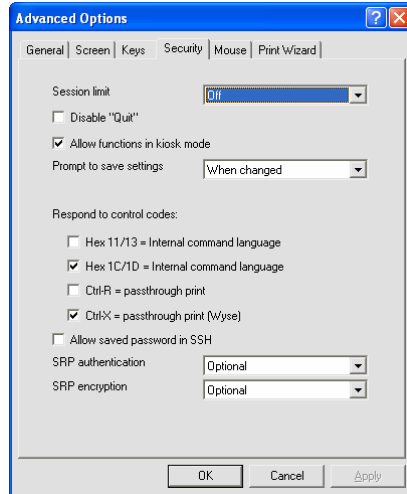 Advanced Options
General Screen Keys Security Mouse Print Wizard
Session limit Off
Disable "Quit"
Allow functions in kiosk mode
Prompt to save settings When changed
Respond to control codes:
Hex 11/13 = Internal command language
Hex 1C/1D = Internal command language
Ctrl-R = passthrough print
Ctrl-X = passthrough print (Wyse)
Allow saved password in SSH
SRP authentication Optional
SRP encryption Optional
OK Cancel Apply